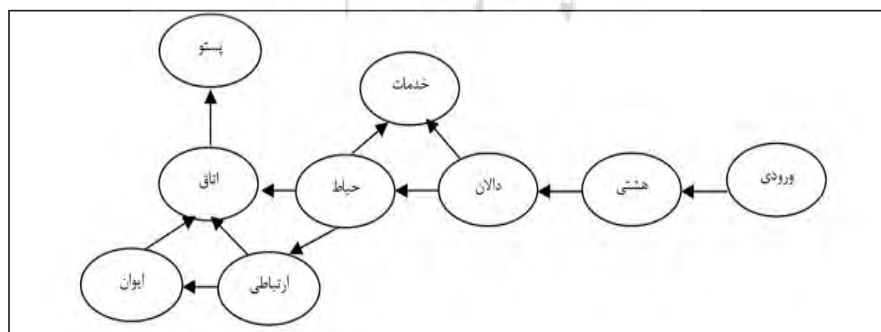 پستو
خدمات
ورودی
هشتی
دالان
حیاط
اتاق
ارتباطی
ایوان